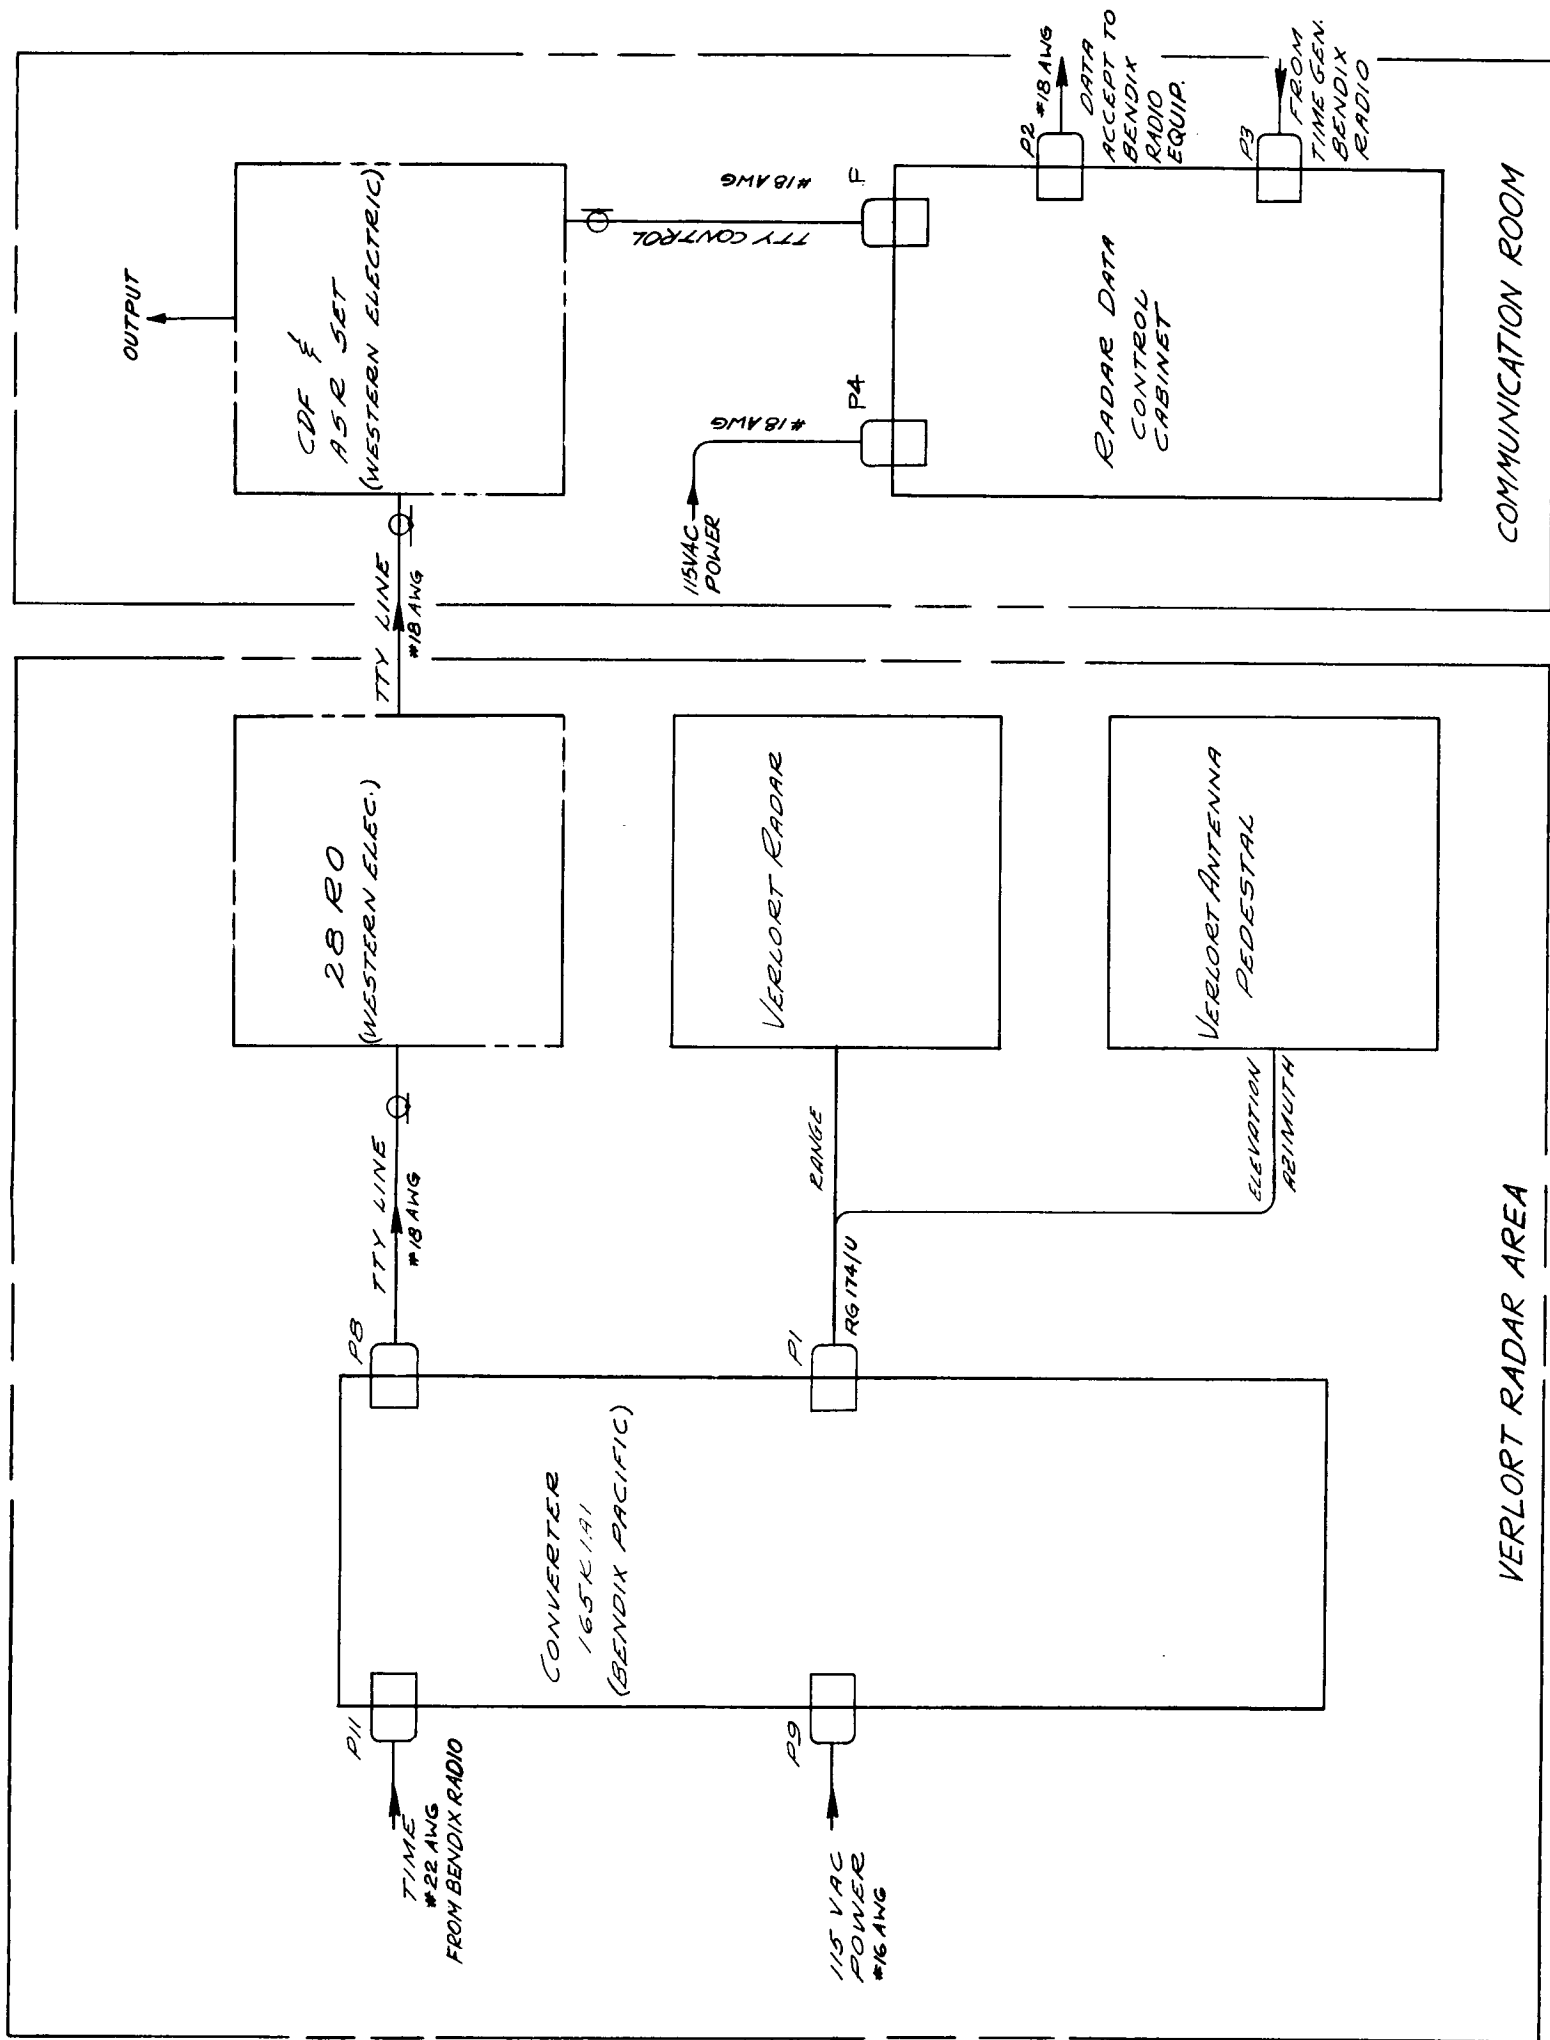 TIME
#22 AWG
FROM BENDIX RADIO
P11
115 VAC
POWER
#16 AWG
P9
CONVERTER
165K1A1
(BENDIX PACIFIC)
P8
TTY LINE
#18 AWG
P1
RG174/U
RANGE
ELEVATION
AZIMUTH
28 RO
(WESTERN ELEC.)
VERLORT RADAR
VERLORT ANTENNA
PEDESTAL
VERLORT RADAR AREA
TTY LINE
#18 AWG
OUTPUT
CDF &
ASR SET
(WESTERN ELECTRIC)
115VAC
POWER
#18 AWG
P4
TTY CONTROL
#18 AWG
F
RADAR DATA
CONTROL
CABINET
P2
#18 AWG
DATA
ACCEPT TO
BENDIX
RADIO
EQUIP.
P3
FROM
TIME GEN.
BENDIX
RADIO
COMMUNICATION ROOM